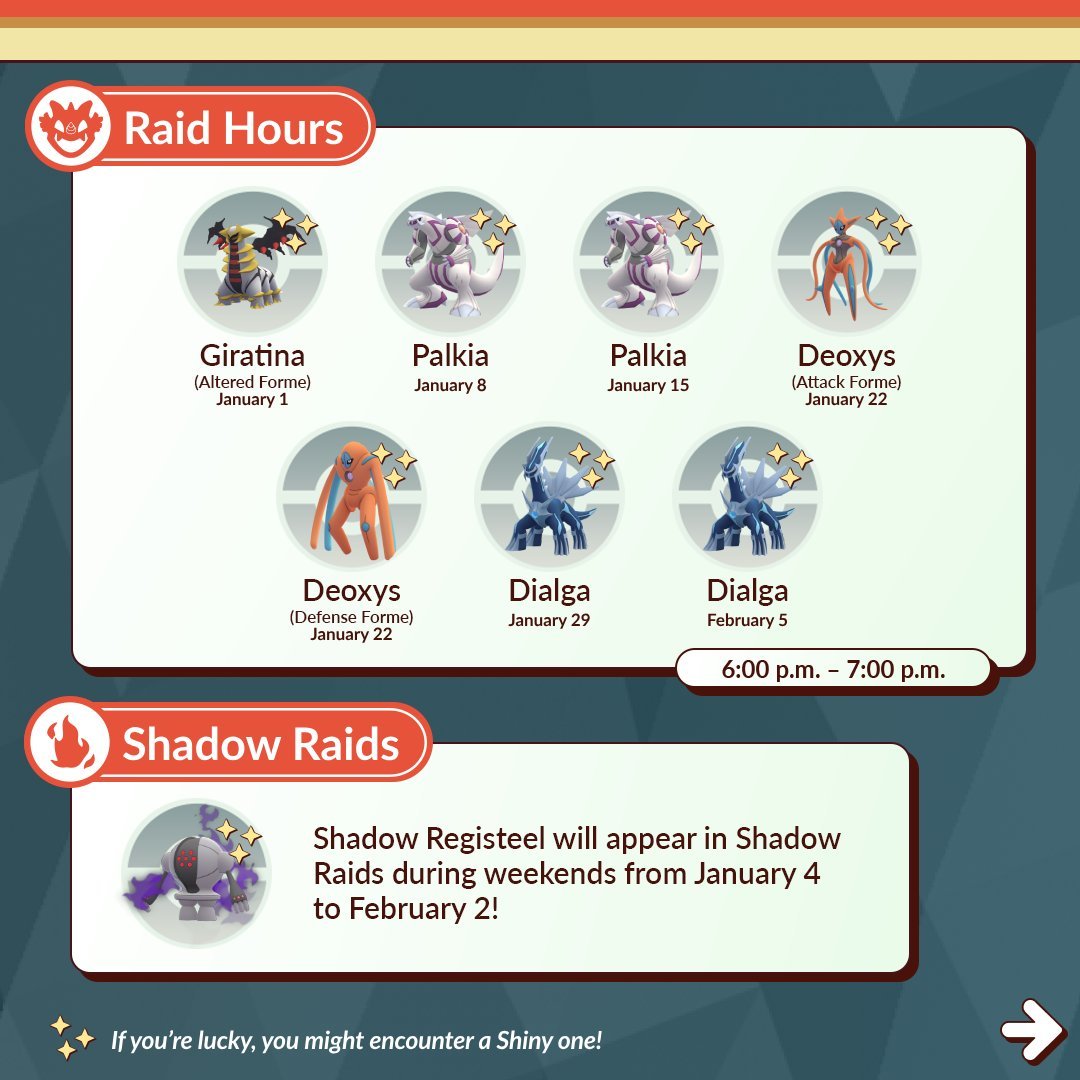 Raid Hours
Giratina
(Altered Forme)
January 1
Palkia
January 8
Palkia
January 15
Deoxys
(Attack Forme)
January 22
Deoxys
(Defense Forme)
January 22
Dialga
January 29
Dialga
February 5
6:00 p.m. – 7:00 p.m.
Shadow Raids
Shadow Registeel will appear in Shadow
Raids during weekends from January 4
to February 2!
If you’re lucky, you might encounter a Shiny one!